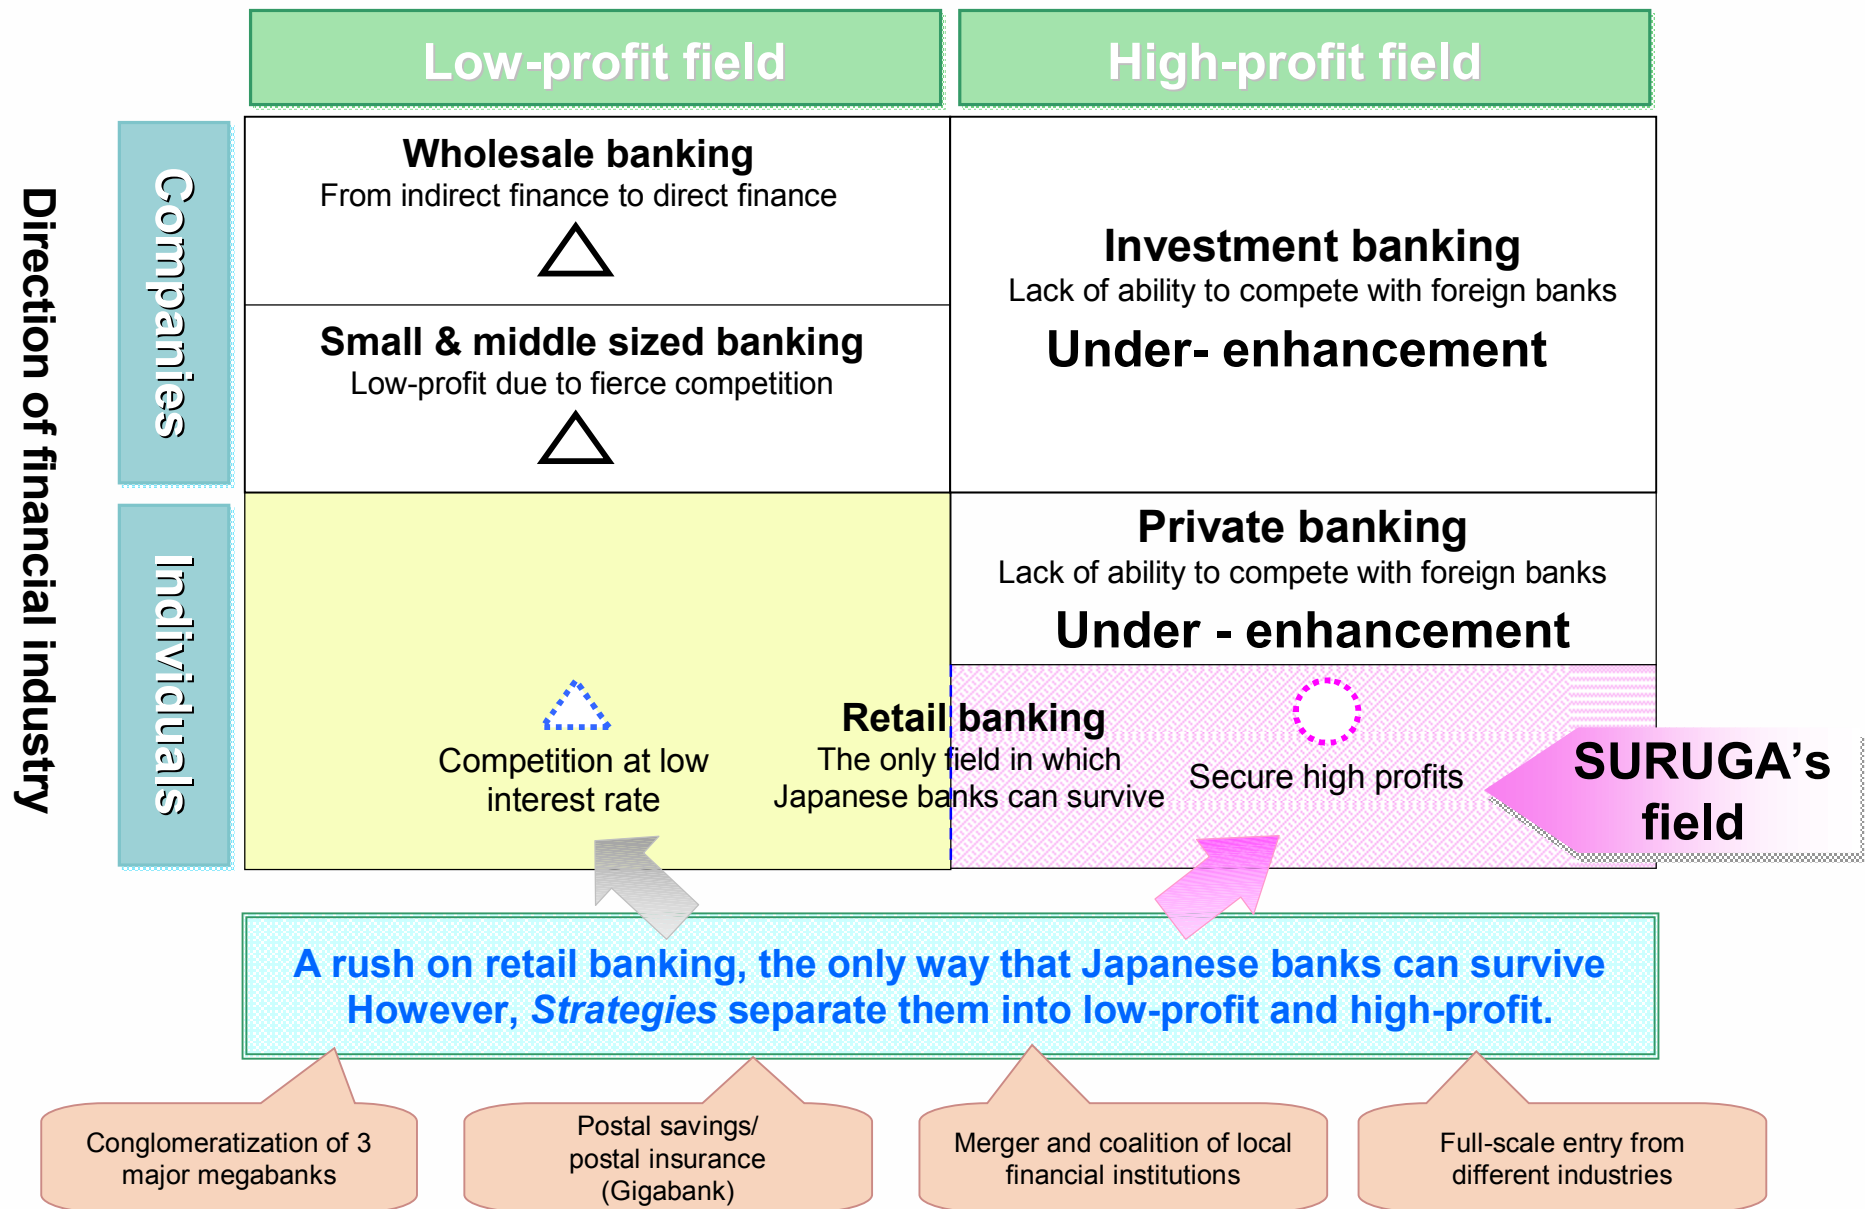 Low-profit field
High-profit field
Direction of financial industry
Companies
Wholesale banking
From indirect finance to direct finance
Small & middle sized banking
Low-profit due to fierce competition
Investment banking
Lack of ability to compete with foreign banks
Under- enhancement
Individuals
Private banking
Lack of ability to compete with foreign banks
Under - enhancement
Competition at low
interest rate
Retail banking
The only field in which
Japanese banks can survive
Secure high profits
SURUGA's
field
A rush on retail banking, the only way that Japanese banks can survive
However, Strategies separate them into low-profit and high-profit.
Conglomeratization of 3
major megabanks
Postal savings/
postal insurance
(Gigabank)
Merger and coalition of local
financial institutions
Full-scale entry from
different industries